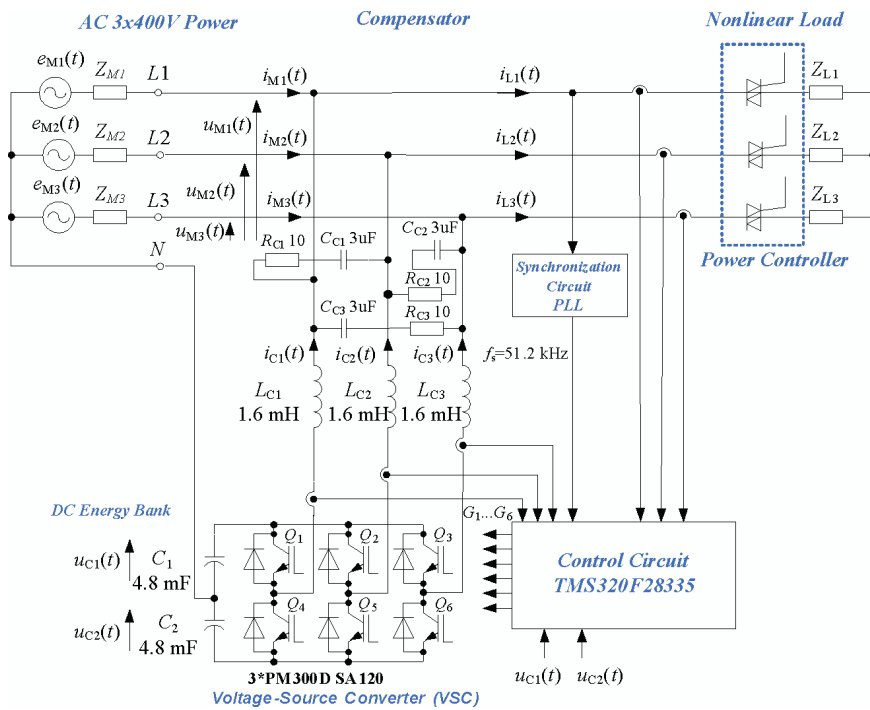 AC 3x400V Power
Compensator
Nonlinear Load
eM1(t)
ZM1
L1
iM1(t)
iL1(t)
ZL1
uM1(t)
eM2(t)
ZM2
L2
iM2(t)
iL2(t)
ZL2
uM2(t)
eM3(t)
ZM3
L3
iM3(t)
iL3(t)
ZL3
uM3(t)
N
RC1 10
CC1 3uF
CC2 3uF
RC2 10
CC3 3uF
RC3 10
Power Controller
Synchronization
Circuit
PLL
iC1(t)
iC2(t)
iC3(t)
fs=51.2 kHz
LC1
1.6 mH
LC2
1.6 mH
LC3
1.6 mH
DC Energy Bank
G1...G6
uC1(t)
C1
4.8 mF
Q1
Q2
Q3
Control Circuit
TMS320F28335
uC2(t)
C2
4.8 mF
Q4
Q5
Q6
uC1(t)
uC2(t)
3*PM300D SA120
Voltage-Source Converter (VSC)